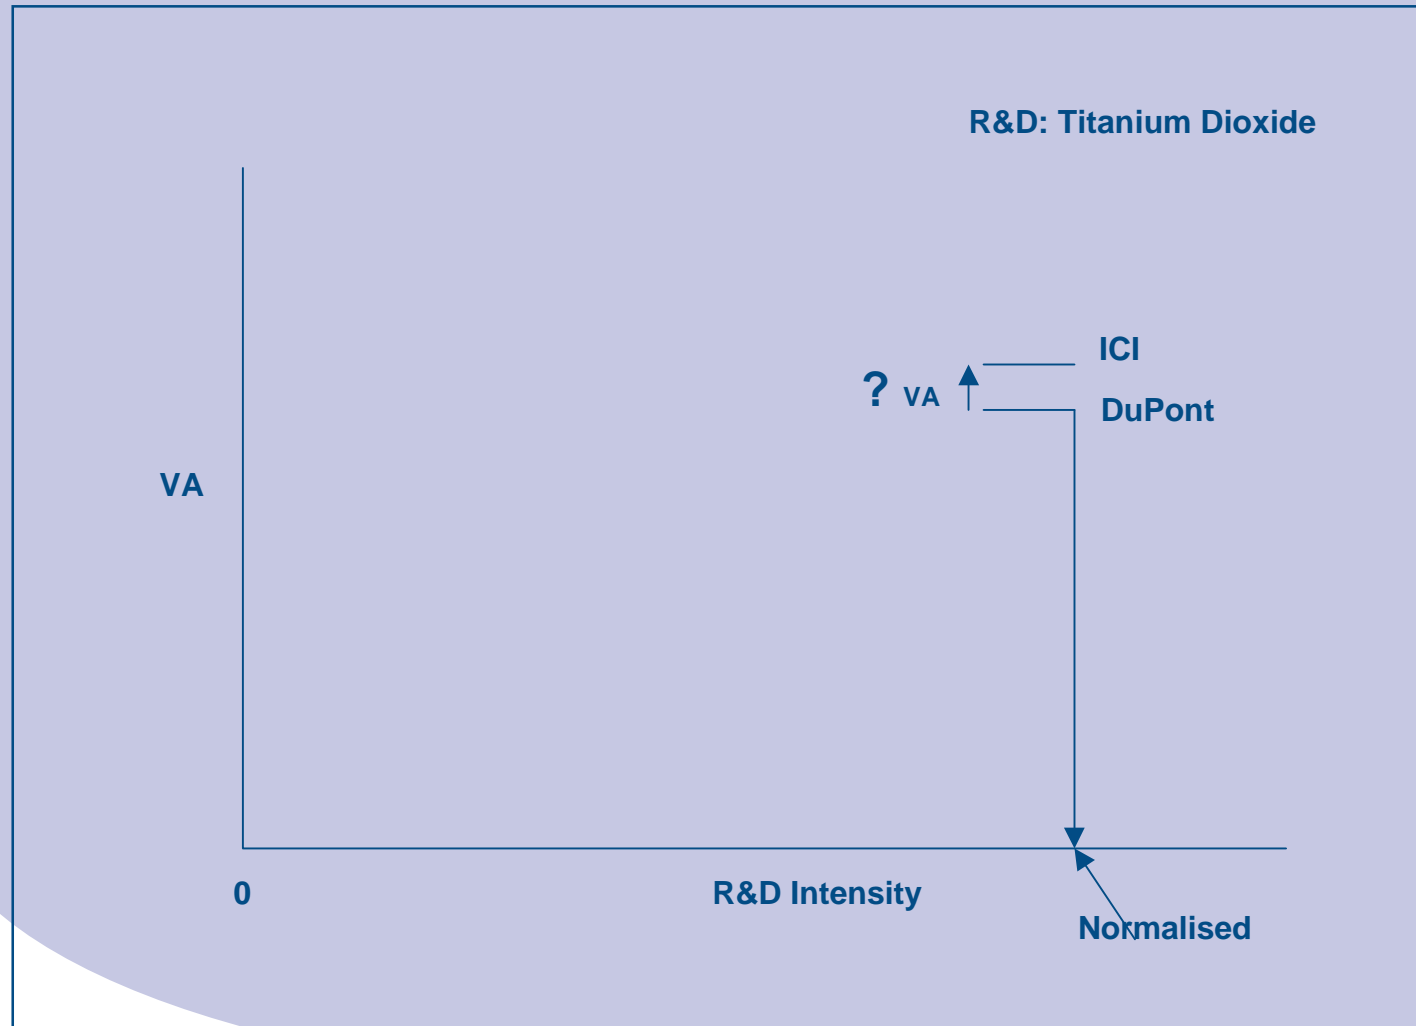 R&D: Titanium Dioxide
ICI
? VA
DuPont
VA
0
R&D Intensity
Normalised